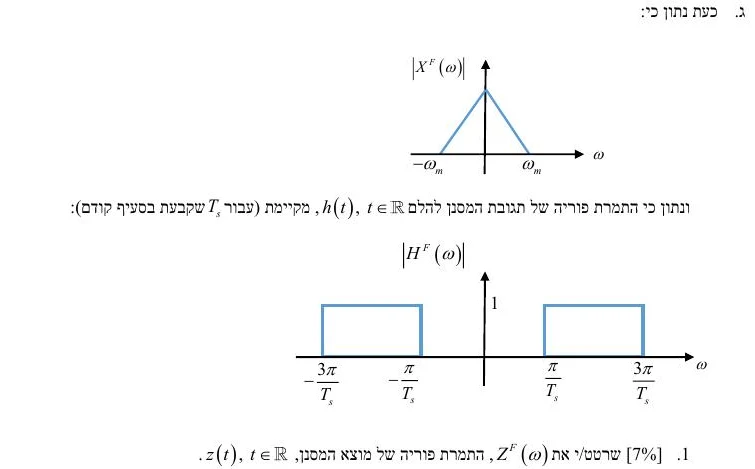 ג. כעת נתון כי:
|X^F(ω)|
ω
−ω_m ω_m
ונתון כי התמרת פוריה של תגובת המסנן להלם h(t), t∈ℝ, מקיימת (עבור T_s שקבעת בסעיף קודם):
|H^F(ω)|
1
ω
−3π/T_s −π/T_s π/T_s 3π/T_s
1. [7%] שרטט/י את Z^F(ω), התמרת פוריה של מוצא המסנן, z(t), t∈ℝ.